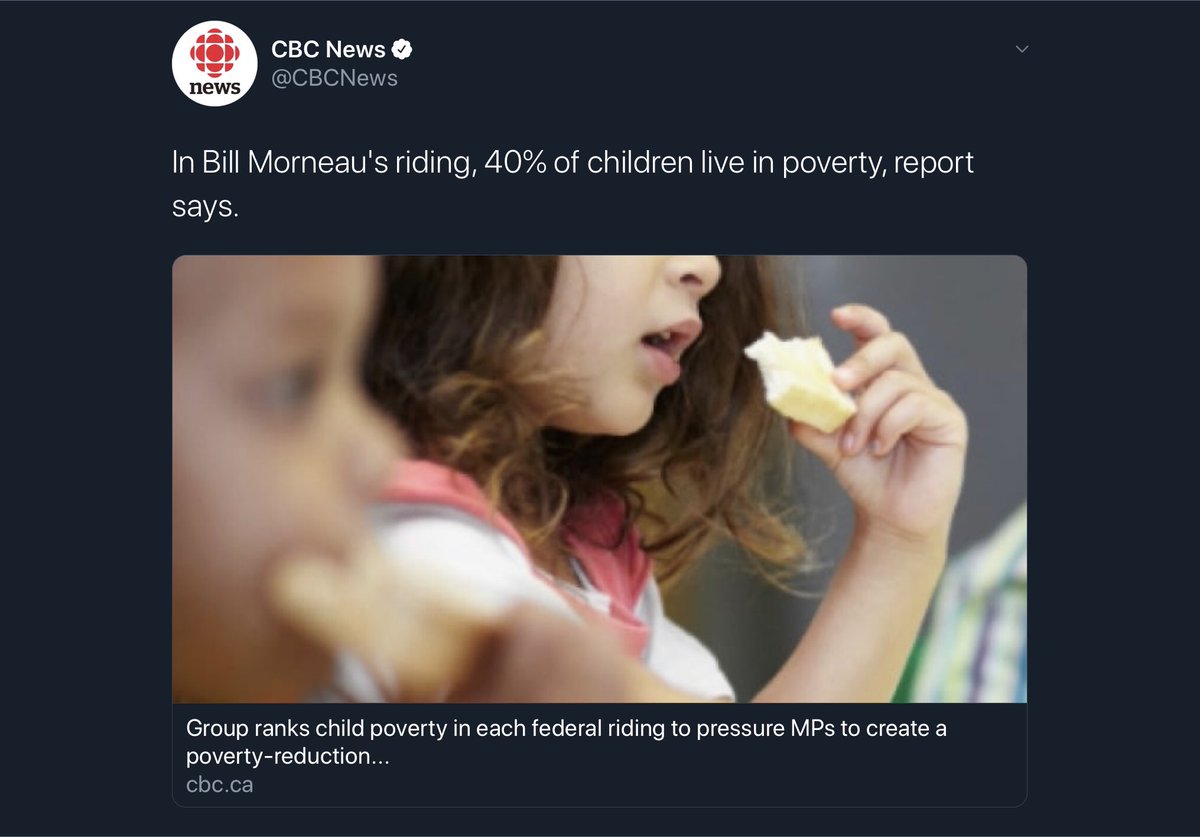 news
CBC News
@CBCNews
In Bill Morneau's riding, 40% of children live in poverty, report
says.
Group ranks child poverty in each federal riding to pressure MPs to create a
poverty-reduction...
cbc.ca